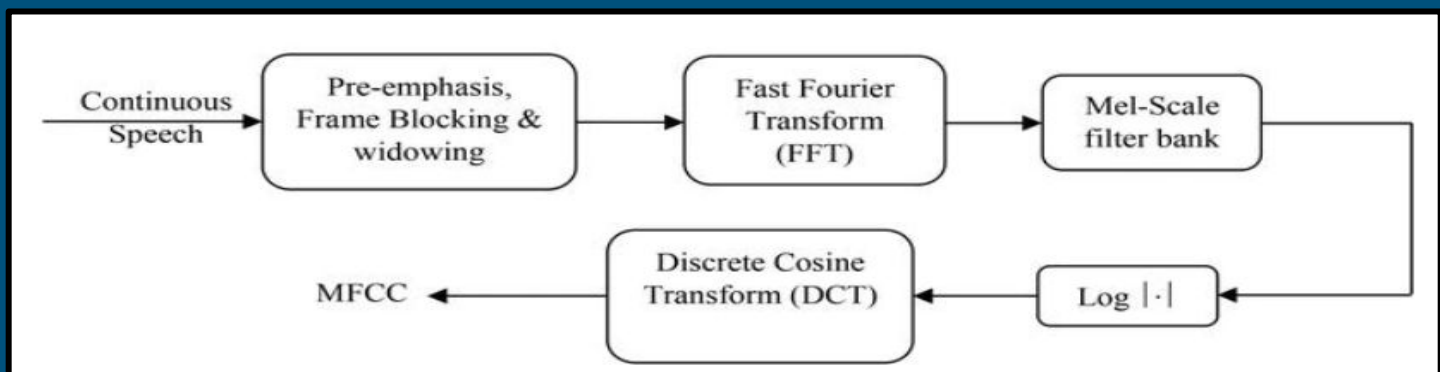 Continuous
Speech
Pre-emphasis,
Frame Blocking &
widowing
Fast Fourier
Transform
(FFT)
Mel-Scale
filter bank
Log |·|
Discrete Cosine
Transform (DCT)
MFCC